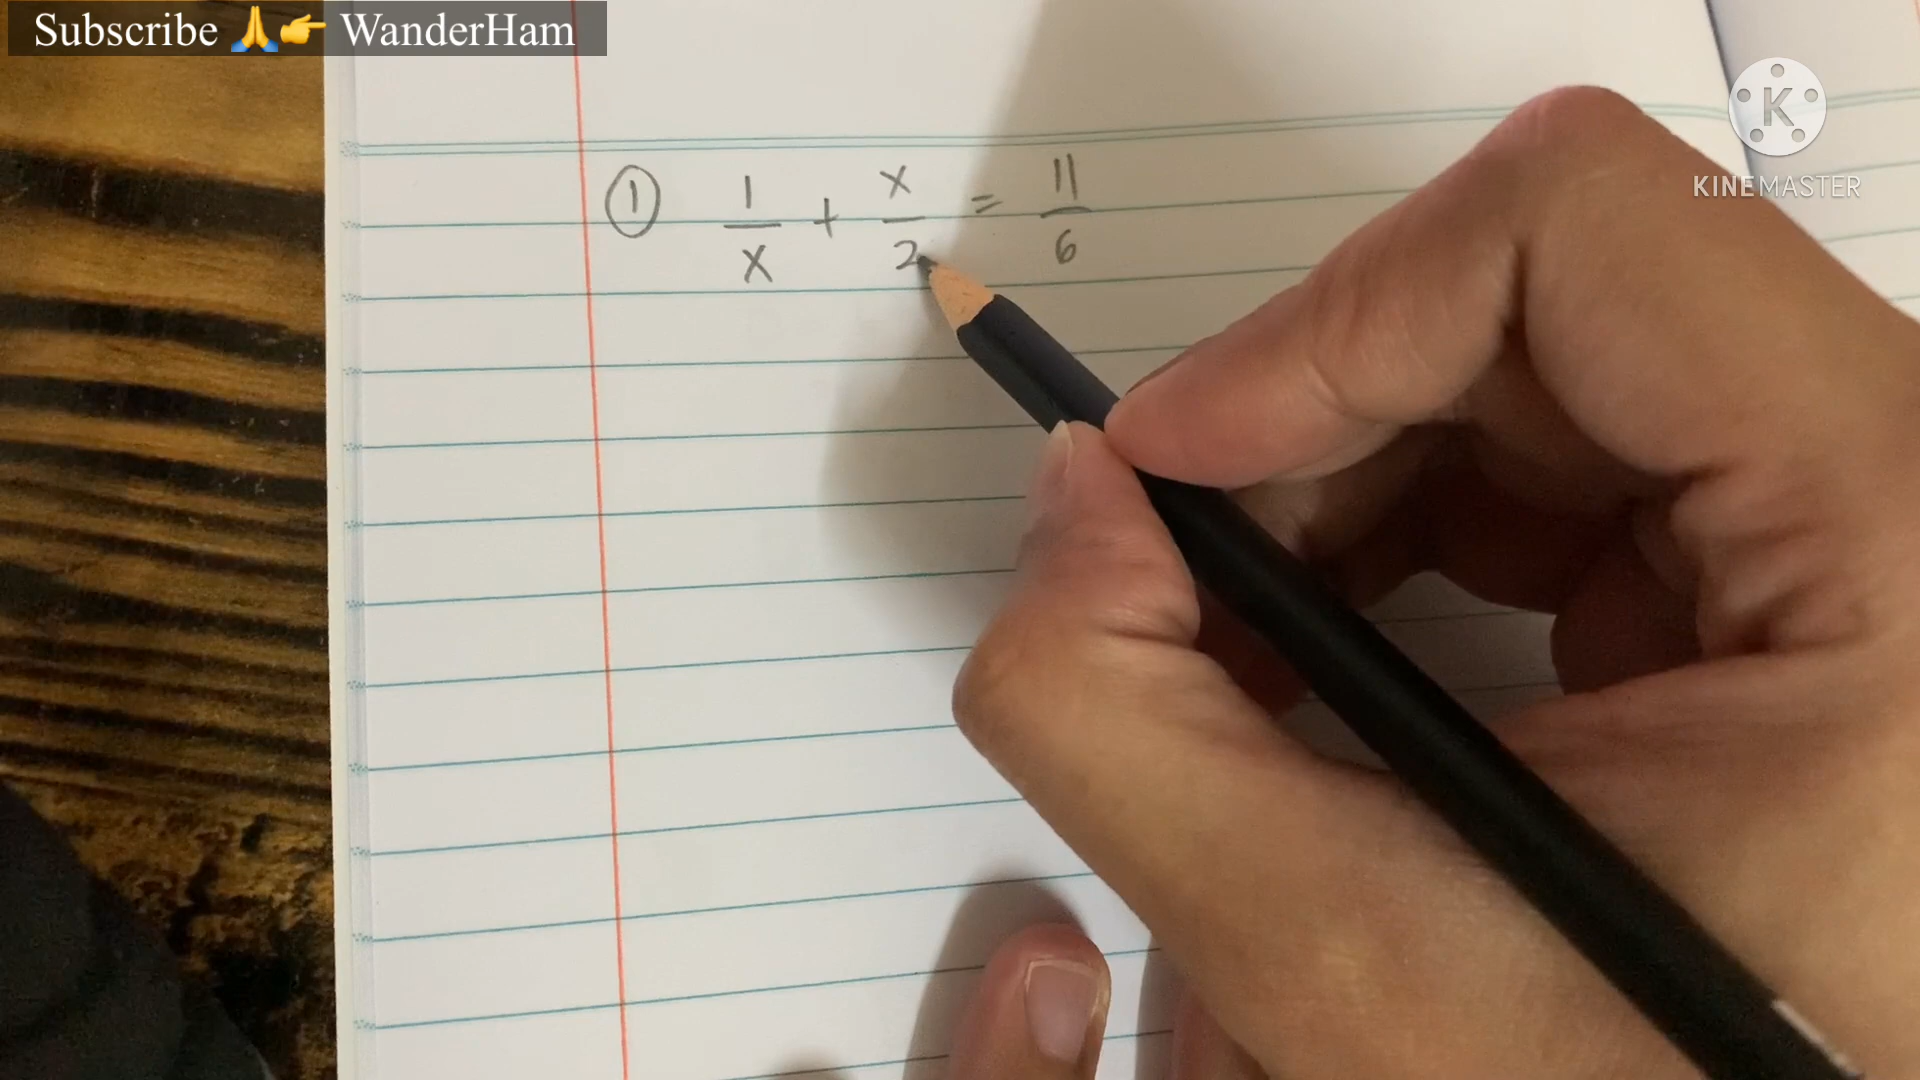 Subscribe 🙏👉 WanderHam
K
KINEMASTER
① 1/x + x/2 = 11/6